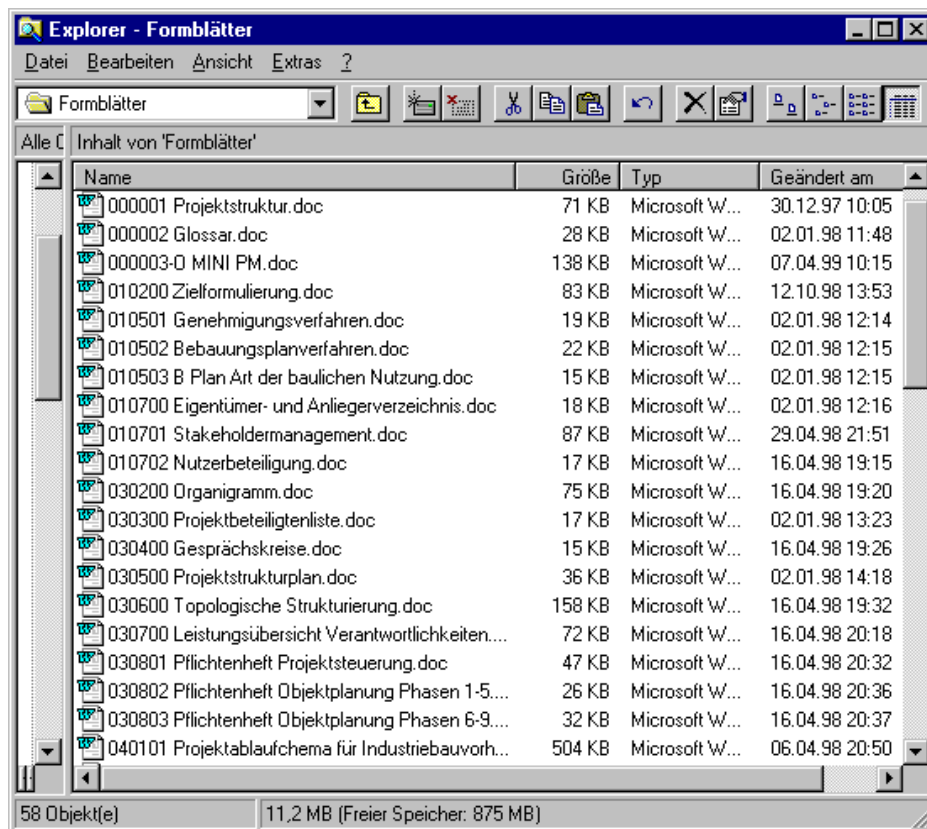 Explorer - Formblätter
Datei Bearbeiten Ansicht Extras ?
Formblätter
Alle Inhalt von 'Formblätter'
Name Größe Typ Geändert am
000001 Projektstruktur.doc 71 KB Microsoft W... 30.12.97 10:05
000002 Glossar.doc 28 KB Microsoft W... 02.01.98 11:48
000003-0 MINI PM.doc 138 KB Microsoft W... 07.04.99 10:15
010200 Zielformulierung.doc 83 KB Microsoft W... 12.10.98 13:53
010501 Genehmigungsverfahren.doc 19 KB Microsoft W... 02.01.98 12:14
010502 Bebauungsplanverfahren.doc 22 KB Microsoft W... 02.01.98 12:15
010503 B Plan Art der baulichen Nutzung.doc 15 KB Microsoft W... 02.01.98 12:15
010700 Eigentümer- und Anliegerverzeichnis.doc 18 KB Microsoft W... 02.01.98 12:16
010701 Stakeholdermanagement.doc 87 KB Microsoft W... 29.04.98 21:51
010702 Nutzerbeteiligung.doc 17 KB Microsoft W... 16.04.98 19:15
030200 Organigramm.doc 75 KB Microsoft W... 16.04.98 19:20
030300 Projektbeteiligtenliste.doc 17 KB Microsoft W... 02.01.98 13:23
030400 Gesprächskreise.doc 15 KB Microsoft W... 16.04.98 19:26
030500 Projektstrukturplan.doc 36 KB Microsoft W... 02.01.98 14:18
030600 Topologische Strukturierung.doc 158 KB Microsoft W... 16.04.98 19:32
030700 Leistungsübersicht Verantwortlichkeiten.... 72 KB Microsoft W... 16.04.98 20:18
030801 Pflichtenheft Projektsteuerung.doc 47 KB Microsoft W... 16.04.98 20:32
030802 Pflichtenheft Objektplanung Phasen 1-5.... 26 KB Microsoft W... 16.04.98 20:36
030803 Pflichtenheft Objektplanung Phasen 6-9.... 32 KB Microsoft W... 16.04.98 20:37
040101 Projektablaufchema für Industriebauvorh... 504 KB Microsoft W... 06.04.98 20:50
58 Objekt(e) 11,2 MB (Freier Speicher: 875 MB)